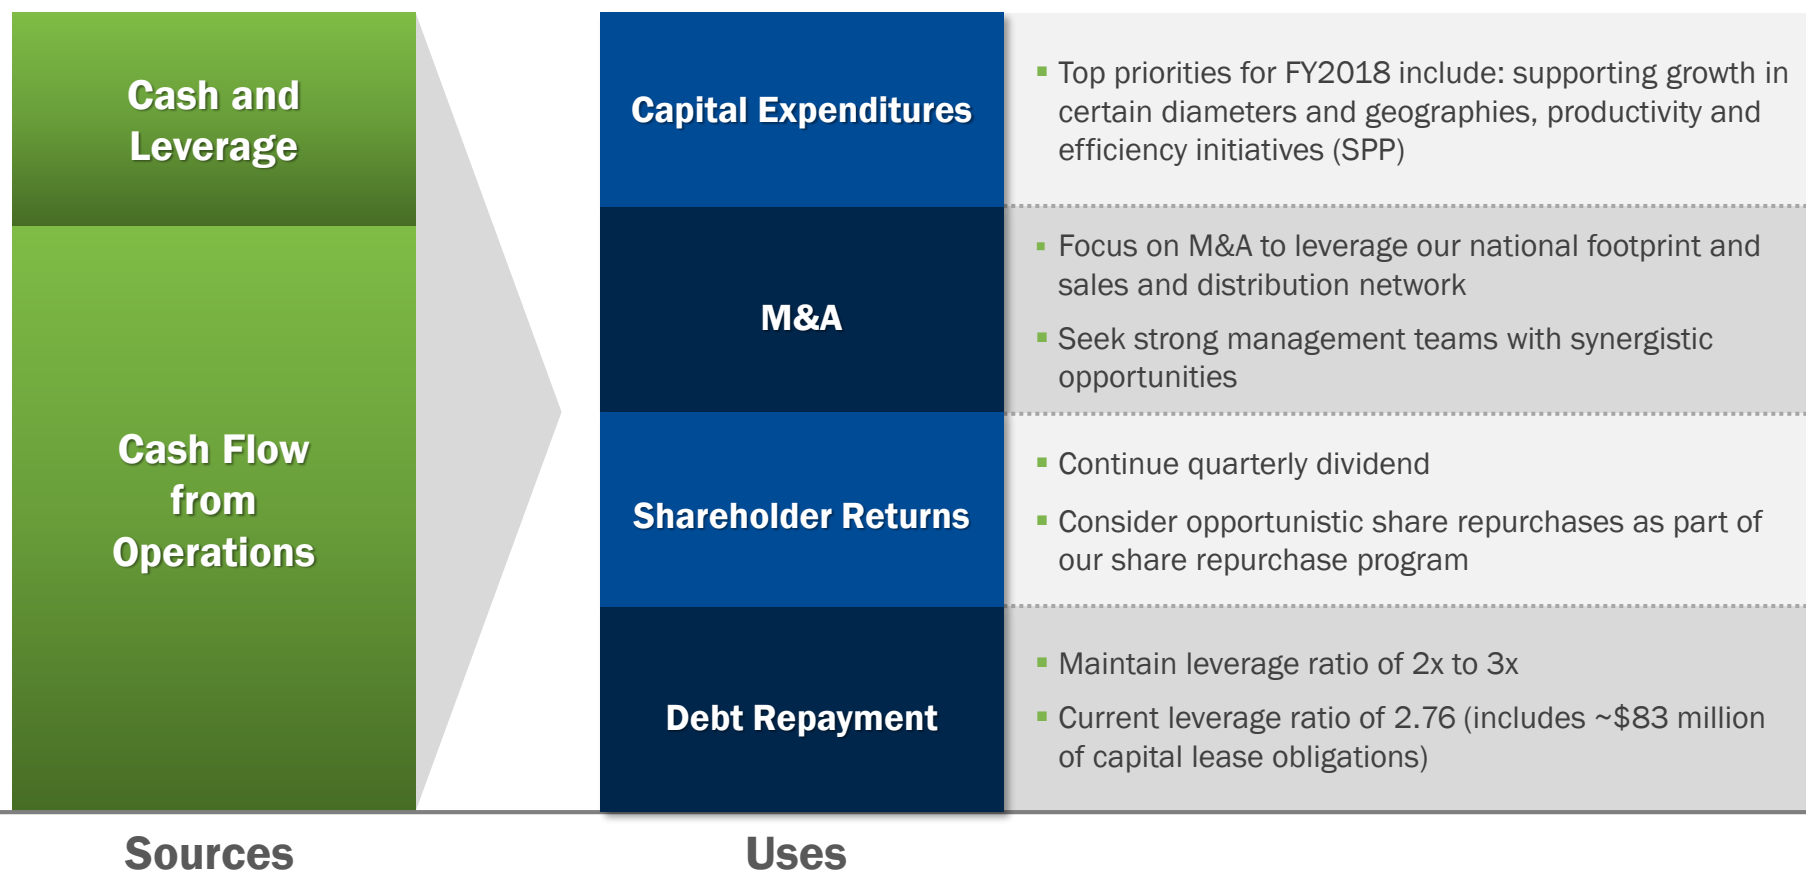 Cash and
Leverage
Cash Flow
from
Operations
Sources
Capital Expenditures
▪ Top priorities for FY2018 include: supporting growth in
certain diameters and geographies, productivity and
efficiency initiatives (SPP)
M&A
▪ Focus on M&A to leverage our national footprint and
sales and distribution network
▪ Seek strong management teams with synergistic
opportunities
Shareholder Returns
▪ Continue quarterly dividend
▪ Consider opportunistic share repurchases as part of
our share repurchase program
Debt Repayment
▪ Maintain leverage ratio of 2x to 3x
▪ Current leverage ratio of 2.76 (includes ~$83 million
of capital lease obligations)
Uses